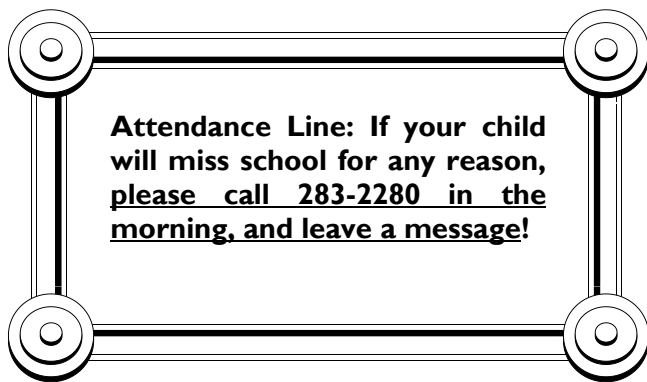 Attendance Line: If your child
will miss school for any reason,
please call 283-2280 in the
morning, and leave a message!